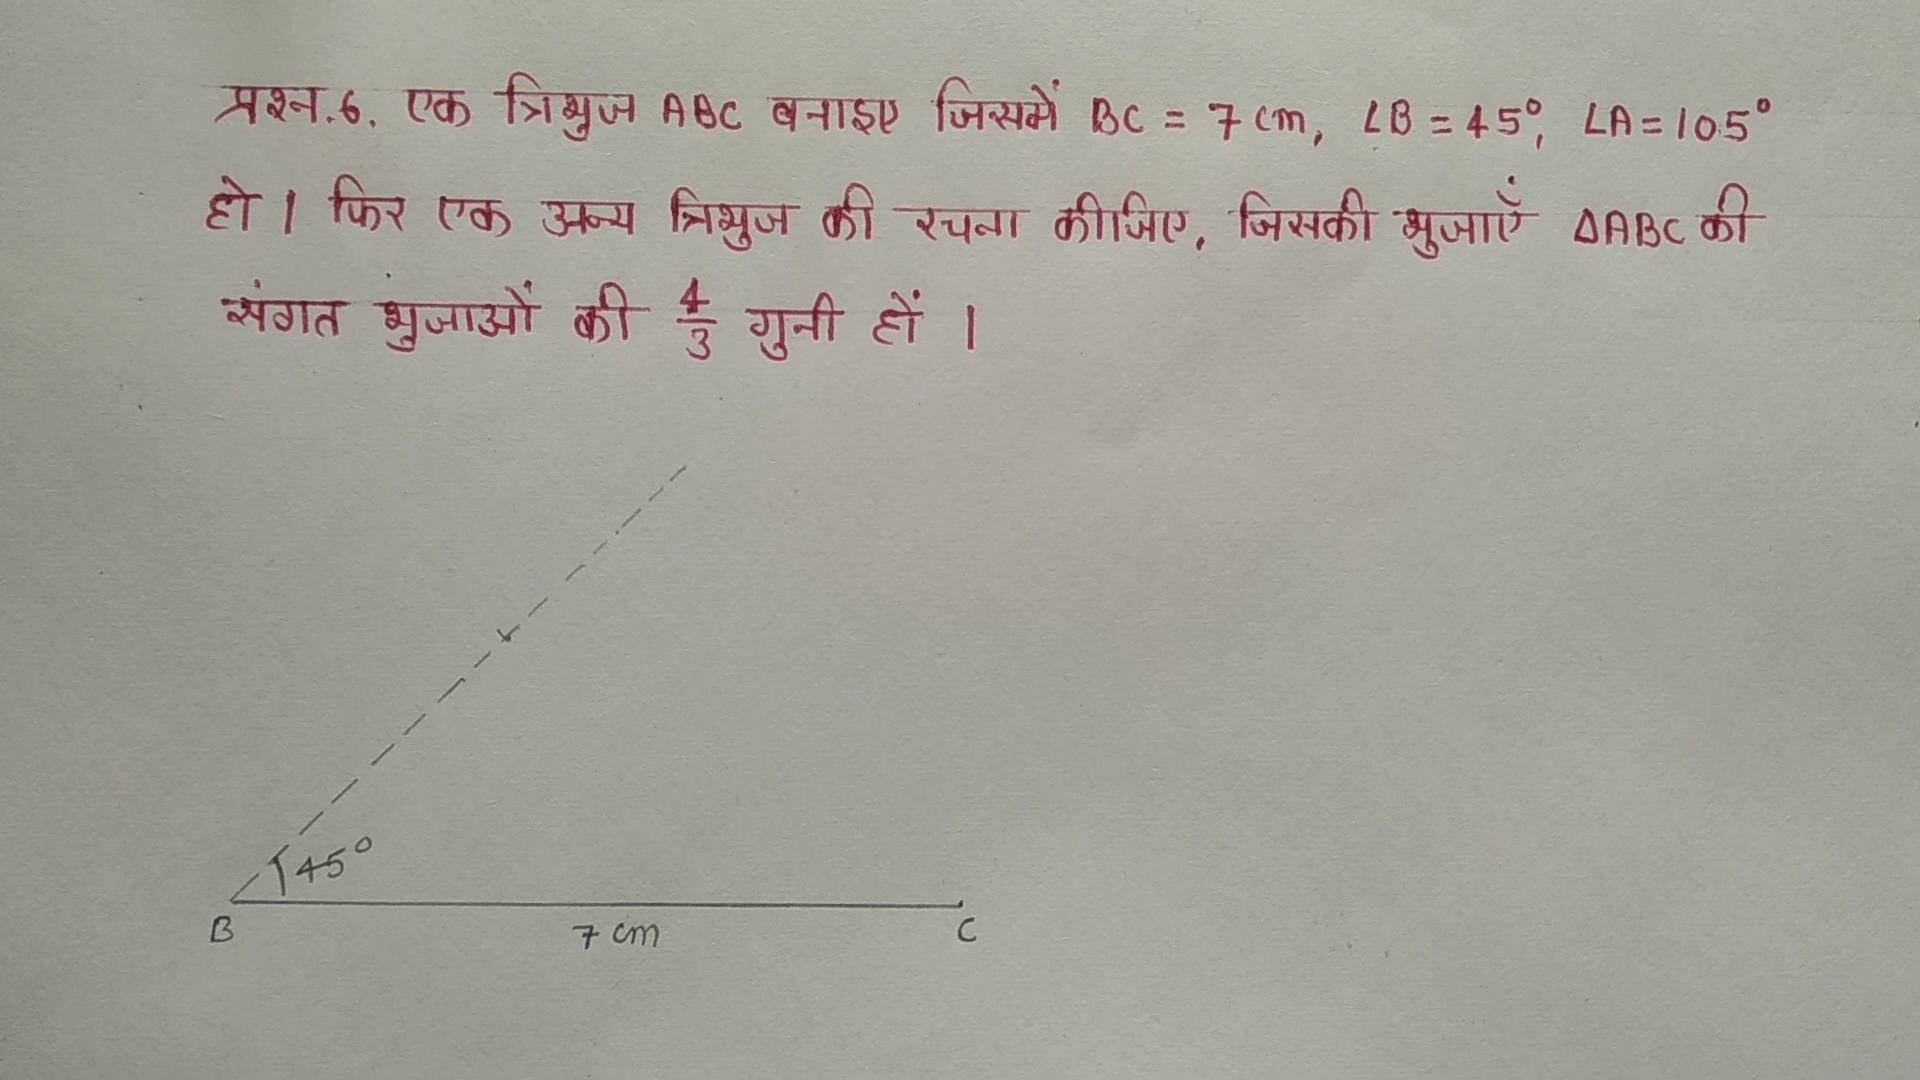 प्रश्न.6. एक त्रिभुज ABC बनाइए जिसमें BC = 7 cm, ∠B = 45°, ∠A = 105°
हो । फिर एक अन्य त्रिभुज की रचना कीजिए, जिसकी भुजाएँ ΔABC की
संगत भुजाओं की 4/3 गुनी हों ।
45°
B 7 cm C